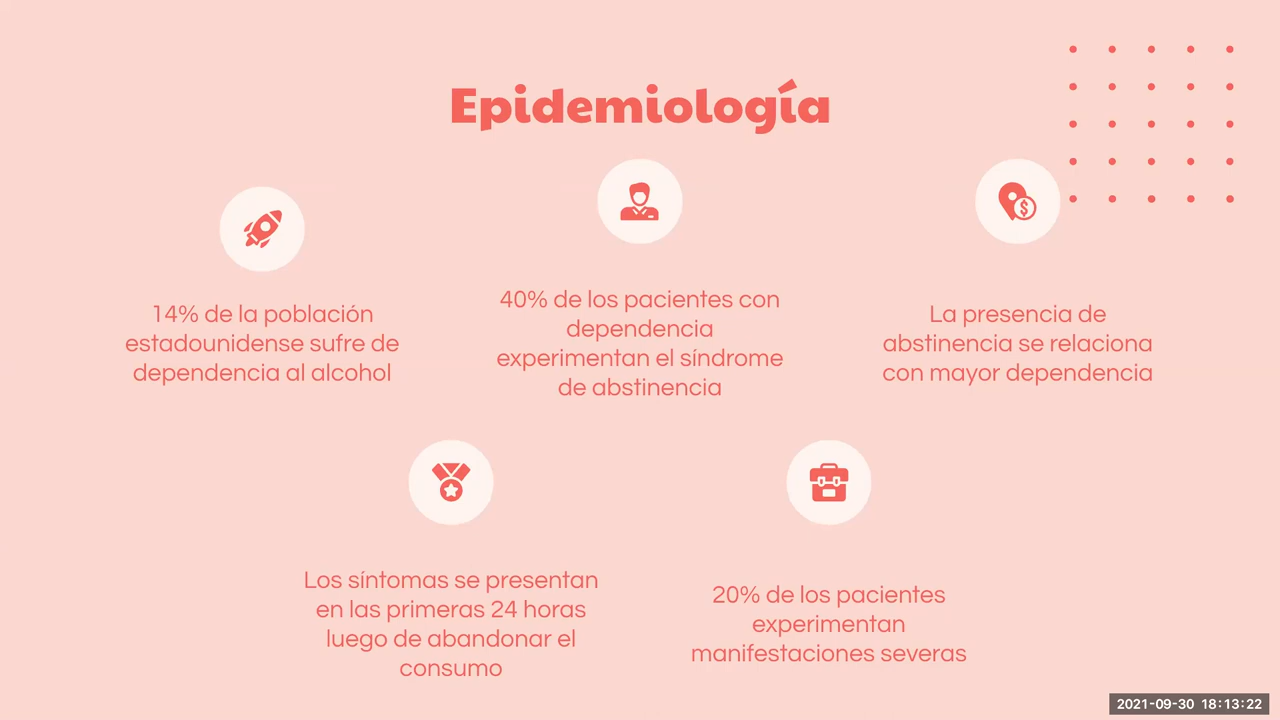 Epidemiología
14% de la población
estadounidense sufre de
dependencia al alcohol
40% de los pacientes con
dependencia
experimentan el síndrome
de abstinencia
La presencia de
abstinencia se relaciona
con mayor dependencia
Los síntomas se presentan
en las primeras 24 horas
luego de abandonar el
consumo
20% de los pacientes
experimentan
manifestaciones severas
2021-09-30 18:13:22